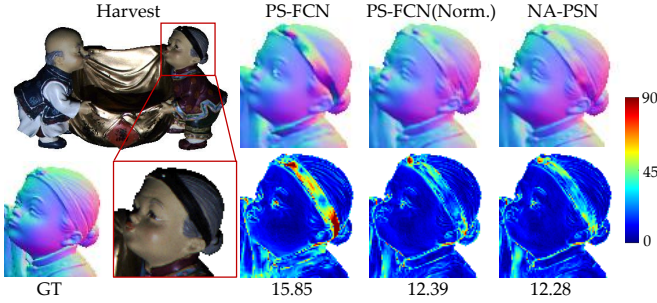 Harvest
PS-FCN
PS-FCN(Norm.)
NA-PSN
90
45
0
GT
15.85
12.39
12.28